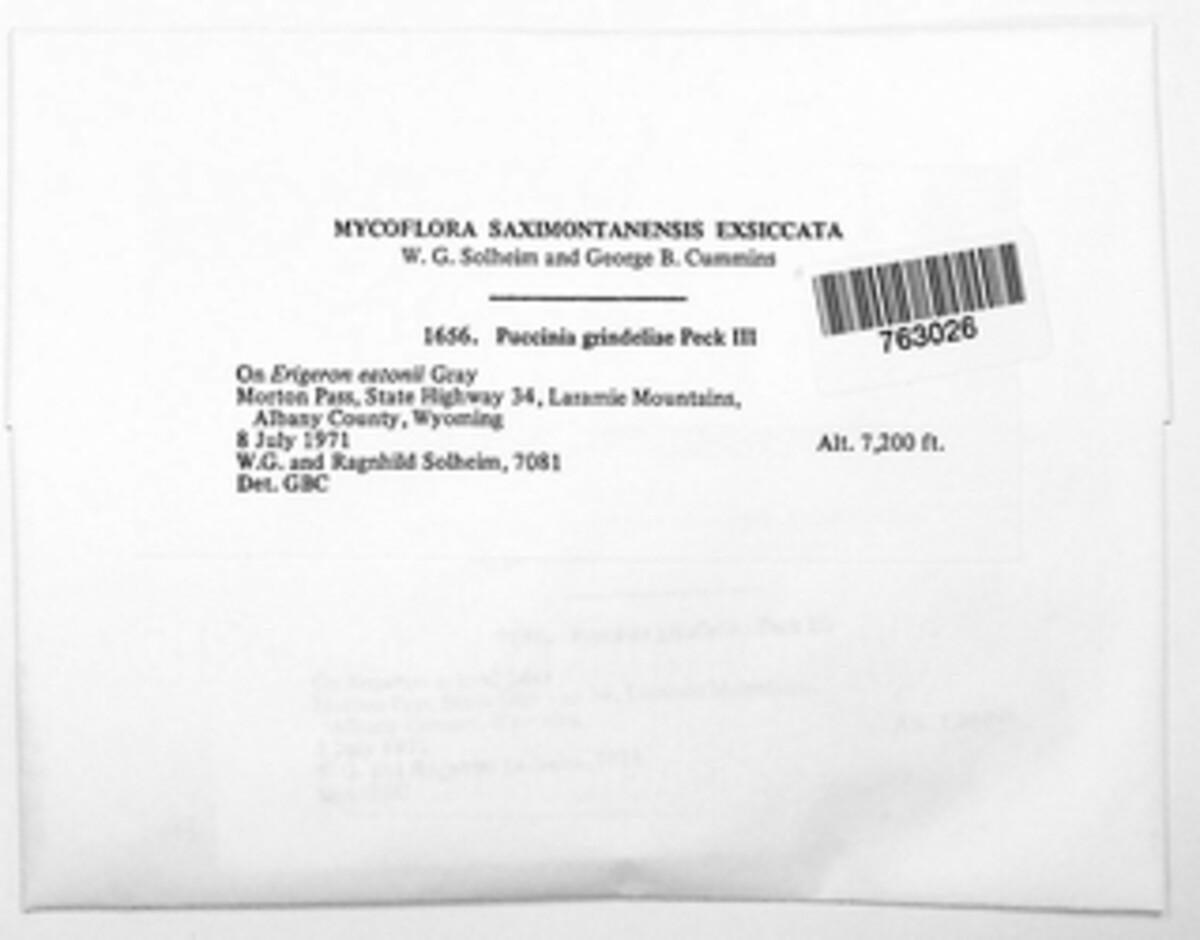 MYCOFLORA SAXIMONTANENSIS EXSICCATA
W. G. Solheim and George B. Cummins
763026
1656. Puccinia grindeliae Peck III
On Erigeron eatonii Gray
Morton Pass, State Highway 34, Laramie Mountains,
Albany County, Wyoming
8 July 1971
Alt. 7,200 ft.
W.G. and Ragnhild Solheim, 7081
Det. GBC